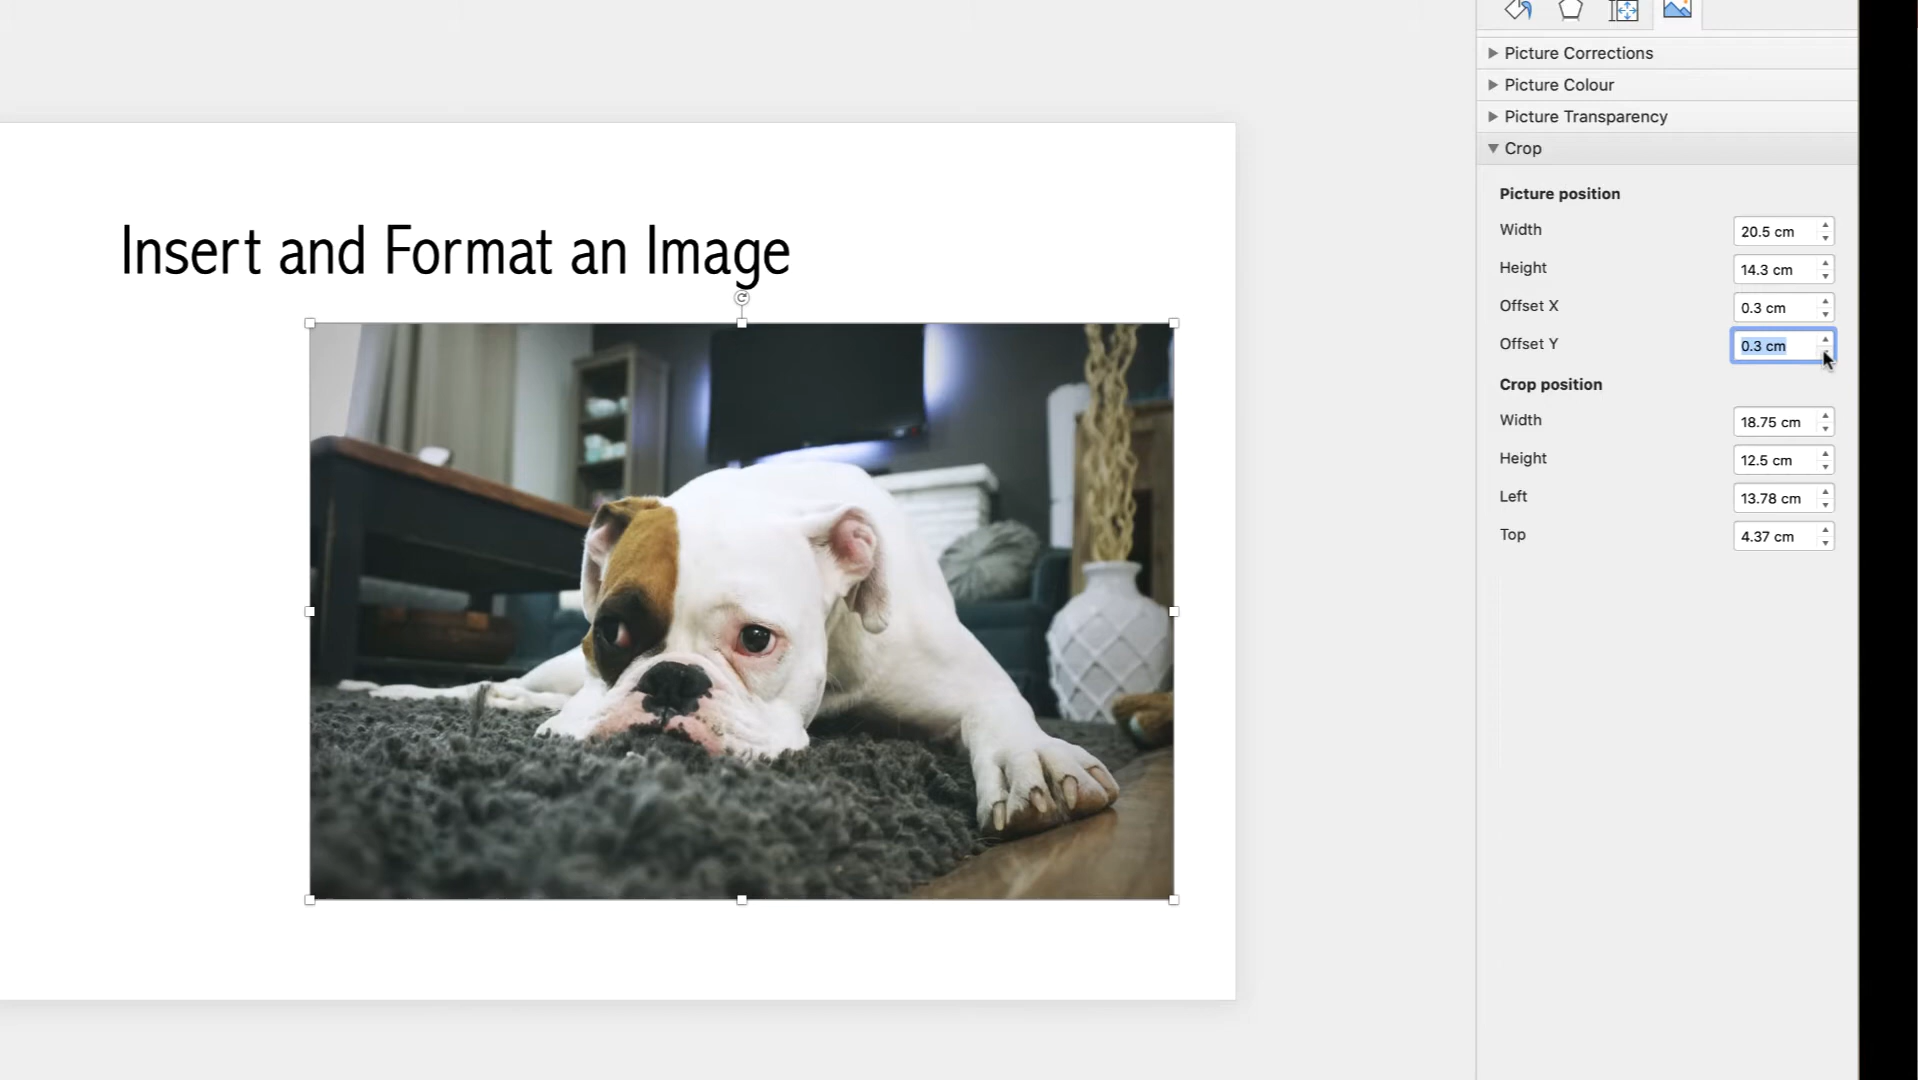 Picture Corrections
Picture Colour
Picture Transparency
Crop
Picture position
Width 20.5 cm
Height 14.3 cm
Offset X 0.3 cm
Offset Y 0.3 cm
Crop position
Width 18.75 cm
Height 12.5 cm
Left 13.78 cm
Top 4.37 cm
Insert and Format an Image